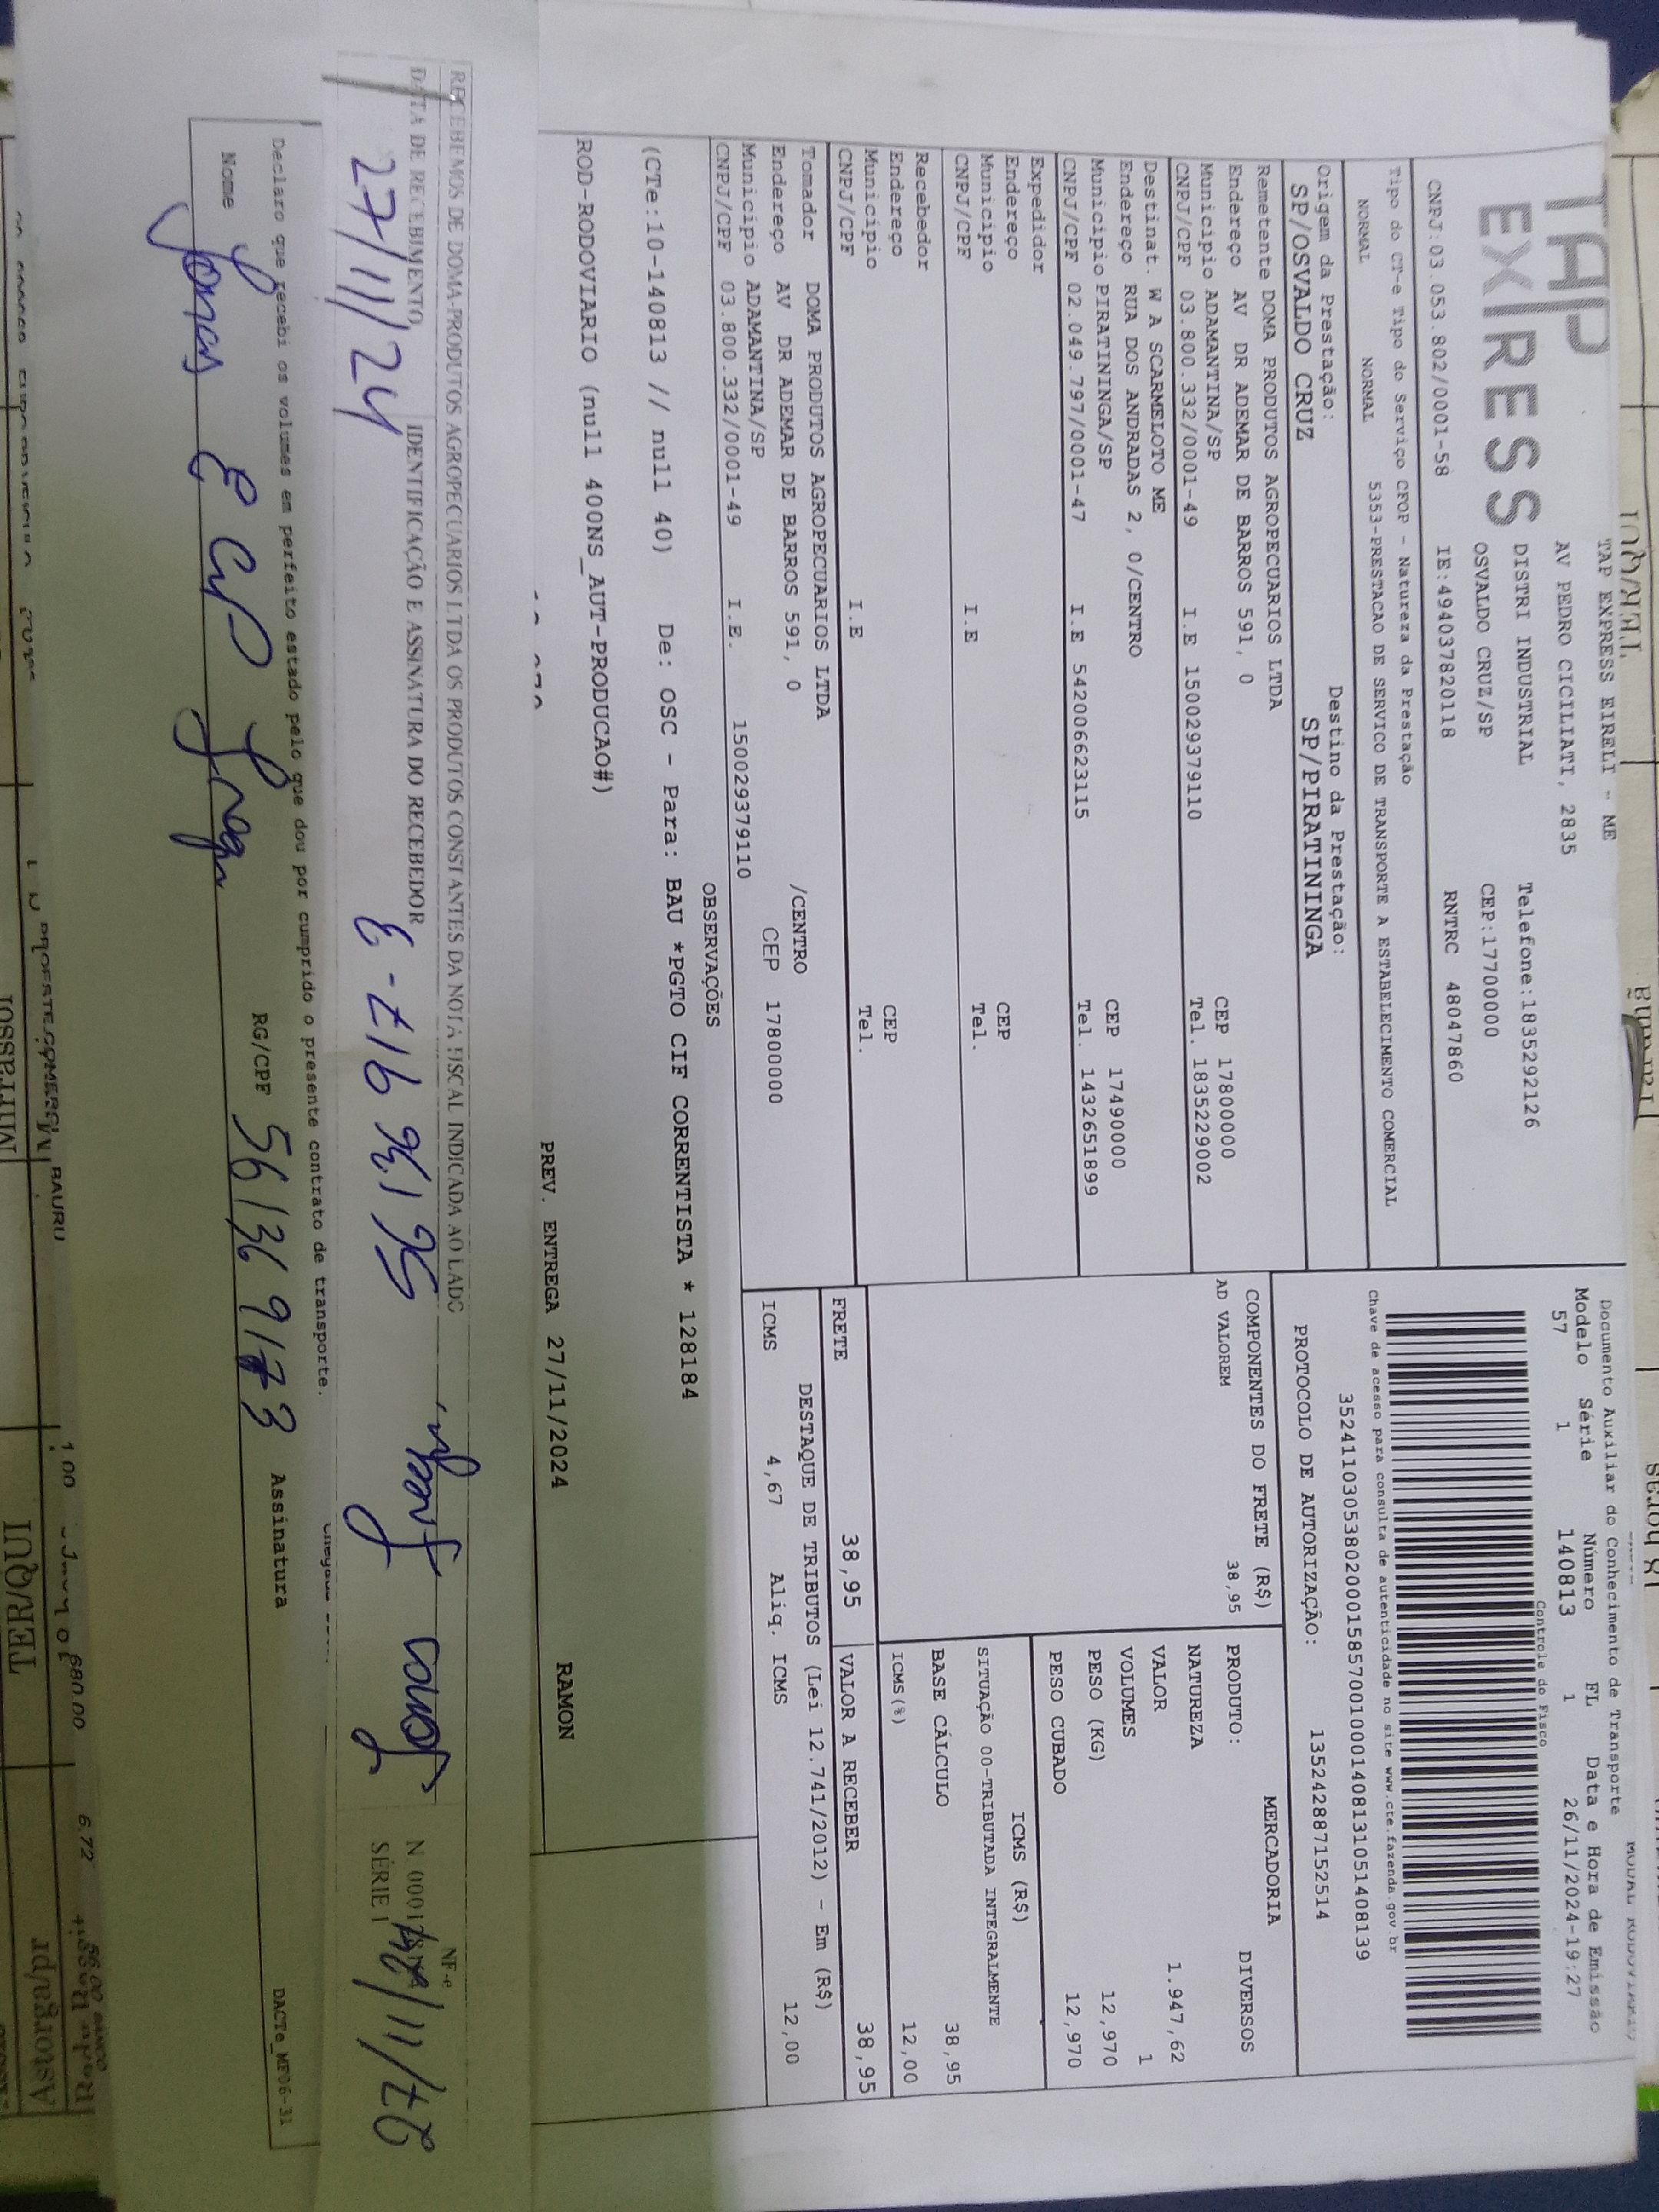 TAP
EXPRESS
TAP EXPRESS EIRELI - ME
AV PEDRO CICILIATI, 2835
DISTRI INDUSTRIAL Telefone:1835292126
OSVALDO CRUZ/SP CEP:17700000
CNPJ:03.053.802/0001-58 IE:494037820118 RNTRC 48047860
Tipo do CT-e Tipo do Serviço CFOP - Natureza da Prestação
NORMAL NORMAL 5353-PRESTACAO DE SERVICO DE TRANSPORTE A ESTABELECIMENTO COMERCIAL
Origem da Prestação: Destino da Prestação:
SP/OSVALDO CRUZ SP/PIRATININGA
Remetente DOMA PRODUTOS AGROPECUARIOS LTDA
Endereço AV DR ADEMAR DE BARROS 591, 0 CEP 17800000
Município ADAMANTINA/SP Tel. 1835229002
CNPJ/CPF 03.800.332/0001-49 I.E 150029379110
Destinat. W A SCARMELOTO ME
Endereço RUA DOS ANDRADAS 2, 0/CENTRO CEP 17490000
Município PIRATININGA/SP Tel. 1432651899
CNPJ/CPF 02.049.797/0001-47 I.E 542006623115
Expedidor
Endereço CEP
Município Tel.
CNPJ/CPF I.E
Recebedor
Endereço CEP
Município Tel.
CNPJ/CPF I.E
Tomador DOMA PRODUTOS AGROPECUARIOS LTDA
Endereço AV DR ADEMAR DE BARROS 591, 0 /CENTRO
Município ADAMANTINA/SP CEP 17800000
CNPJ/CPF 03.800.332/0001-49 I.E. 150029379110
Documento Auxiliar do Conhecimento de Transporte
Modelo Série Número FL Data e Hora de Emissão
57 1 140813 1 26/11/2024-19:27
Controle do Fisco
Chave de acesso para consulta de autenticidade no site www.cte.fazenda.gov.br
35241103053802000158570010001408131051408139
PROTOCOLO DE AUTORIZAÇÃO: 135242887152514
COMPONENTES DO FRETE (R$)
AD VALOREM 38,95
MERCADORIA
PRODUTO: DIVERSOS
NATUREZA
VALOR 1.947,62
VOLUMES 1
PESO (KG) 12,970
PESO CUBADO 12,970
ICMS (R$)
SITUAÇÃO 00-TRIBUTADA INTEGRALMENTE
BASE CÁLCULO 38,95
ICMS(%) 12,00
FRETE 38,95 VALOR A RECEBER 38,95
DESTAQUE DE TRIBUTOS (Lei 12.741/2012) - Em (R$)
ICMS 4,67 Aliq. ICMS 12,00
OBSERVAÇÕES
(CTe:10-140813 // null 40) De: OSC - Para: BAU *PGTO CIF CORRENTISTA * 128184
ROD-RODOVIARIO (null 400NS_AUT-PRODUCAO#)
PREV. ENTREGA 27/11/2024 RAMON
RECEBEMOS DE DOMA-PRODUTOS AGROPECUARIOS LTDA OS PRODUTOS CONSTANTES DA NOTA FISCAL INDICADA AO LADO
DATA DE RECEBIMENTO IDENTIFICAÇÃO E ASSINATURA DO RECEBEDOR
27/11/24
NF-e
SÉRIE 1
Declaro que recebi os volumes em perfeito estado pelo que dou por cumprido o presente contrato de transporte.
Nome RG/CPF 561369173 Assinatura
DACTe_MF06-31
BAURU